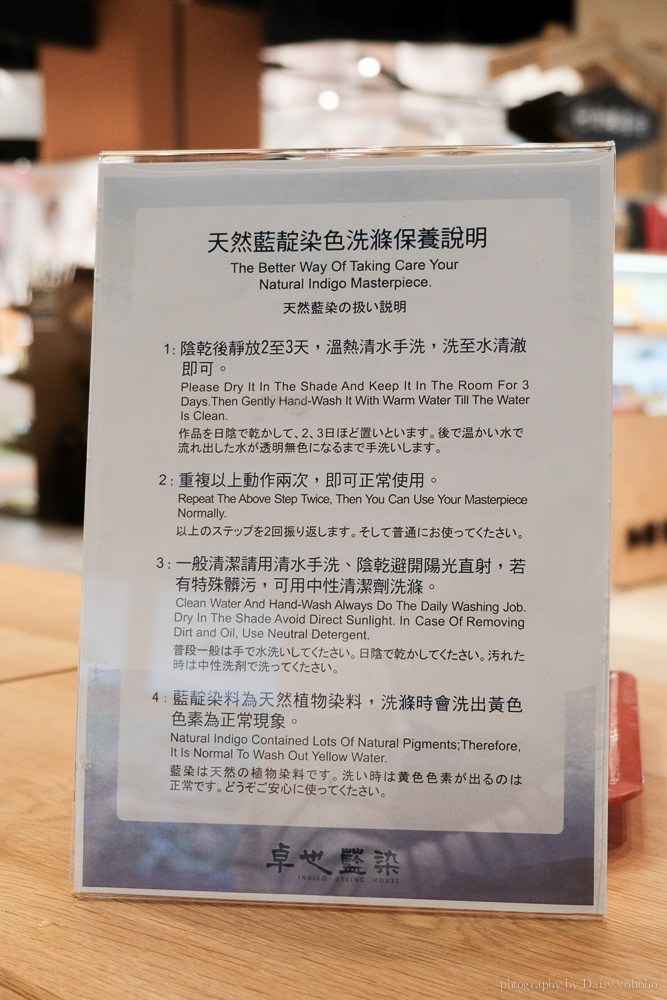 天然藍靛染色洗滌保養說明
The Better Way Of Taking Care Your
Natural Indigo Masterpiece.
天然藍染の扱い説明
1: 陰乾後靜放2至3天，溫熱清水手洗，洗至水清澈
即可。
Please Dry It In The Shade And Keep It In The Room For 3
Days.Then Gently Hand-Wash It With Warm Water Till The Water
Is Clean.
作品を日陰で乾かして、2、3日ほど置いといます。後で温かい水で
流れ出した水が透明無色になるまで手洗いします。
2: 重複以上動作兩次，即可正常使用。
Repeat The Above Step Twice, Then You Can Use Your Masterpiece
Normally.
以上のステップを2回振り返します。そして普通にお使ってください。
3: 一般清潔請用清水手洗、陰乾避開陽光直射，若
有特殊髒污，可用中性清潔劑洗滌。
Clean Water And Hand-Wash Always Do The Daily Washing Job.
Dry In The Shade Avoid Direct Sunlight. In Case Of Removing
Dirt and Oil, Use Neutral Detergent.
普段一般は手で水洗いしてください。日陰で乾かしてください。汚れた
時は中性洗剤で洗ってください。
4: 藍靛染料為天然植物染料，洗滌時會洗出黃色
色素為正常現象。
Natural Indigo Contained Lots Of Natural Pigments;Therefore,
It Is Normal To Wash Out Yellow Water.
藍染は天然の植物染料です。洗い時は黄色色素が出るのは
正常です。どうぞご安心に使ってください。
卓也藍染
INDIGO DYEING HOUSE
photography by Daisy yohoho